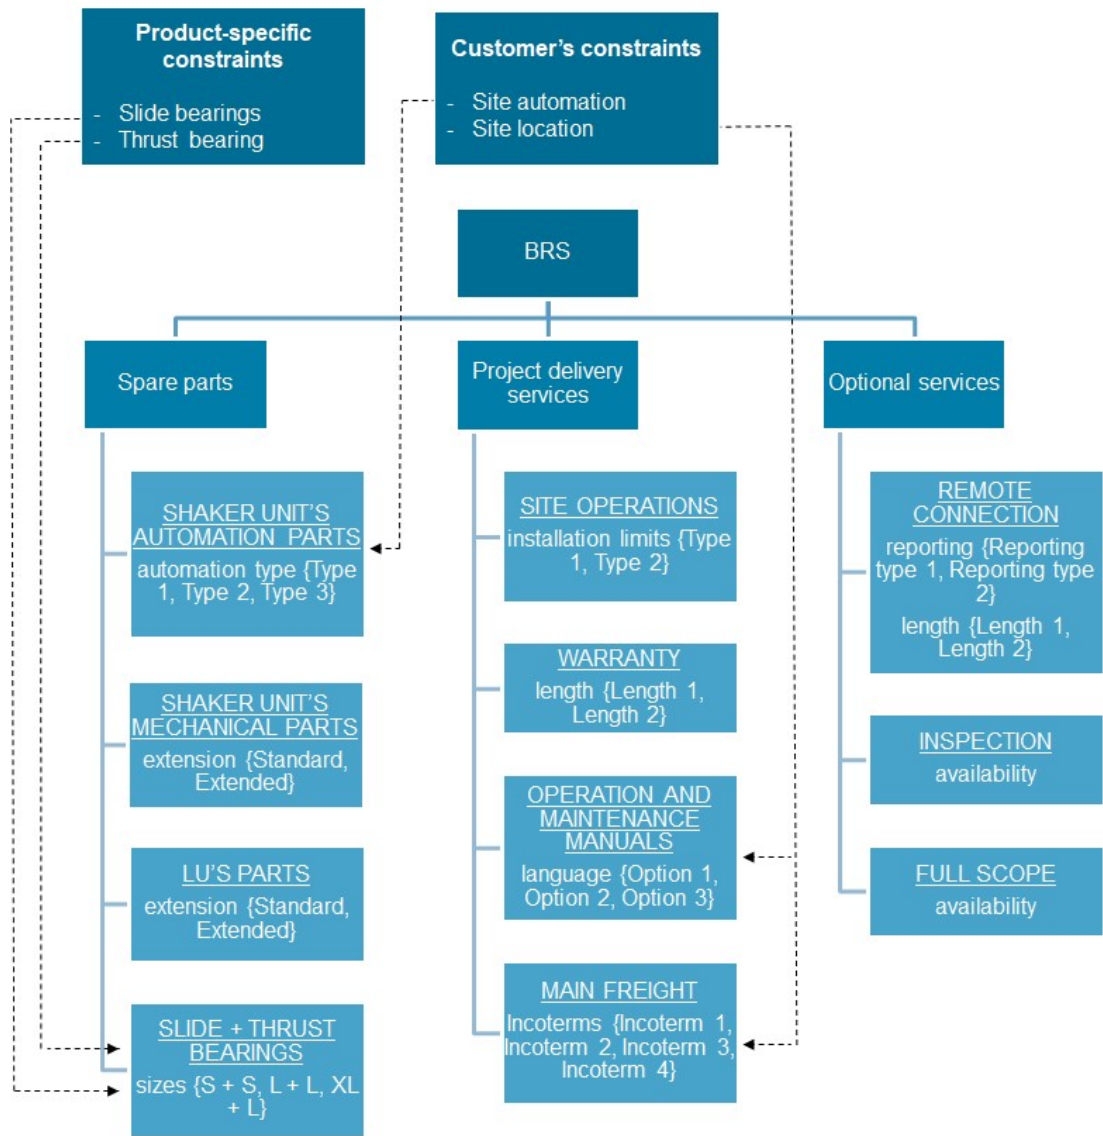 Product-specific
constraints
- Slide bearings
- Thrust bearing
Customer's constraints
- Site automation
- Site location
BRS
Spare parts
Project delivery
services
Optional services
SHAKER UNIT'S
AUTOMATION PARTS
automation type {Type
1, Type 2, Type 3}
SHAKER UNIT'S
MECHANICAL PARTS
extension {Standard,
Extended}
LU'S PARTS
extension {Standard,
Extended}
SLIDE + THRUST
BEARINGS
sizes {S + S, L + L, XL
+ L}
SITE OPERATIONS
installation limits {Type
1, Type 2}
WARRANTY
length {Length 1,
Length 2}
OPERATION AND
MAINTENANCE
MANUALS
language {Option 1,
Option 2, Option 3}
MAIN FREIGHT
Incoterms {Incoterm 1,
Incoterm 2, Incoterm 3,
Incoterm 4}
REMOTE
CONNECTION
reporting {Reporting
type 1, Reporting type
2}
length {Length 1,
Length 2}
INSPECTION
availability
FULL SCOPE
availability